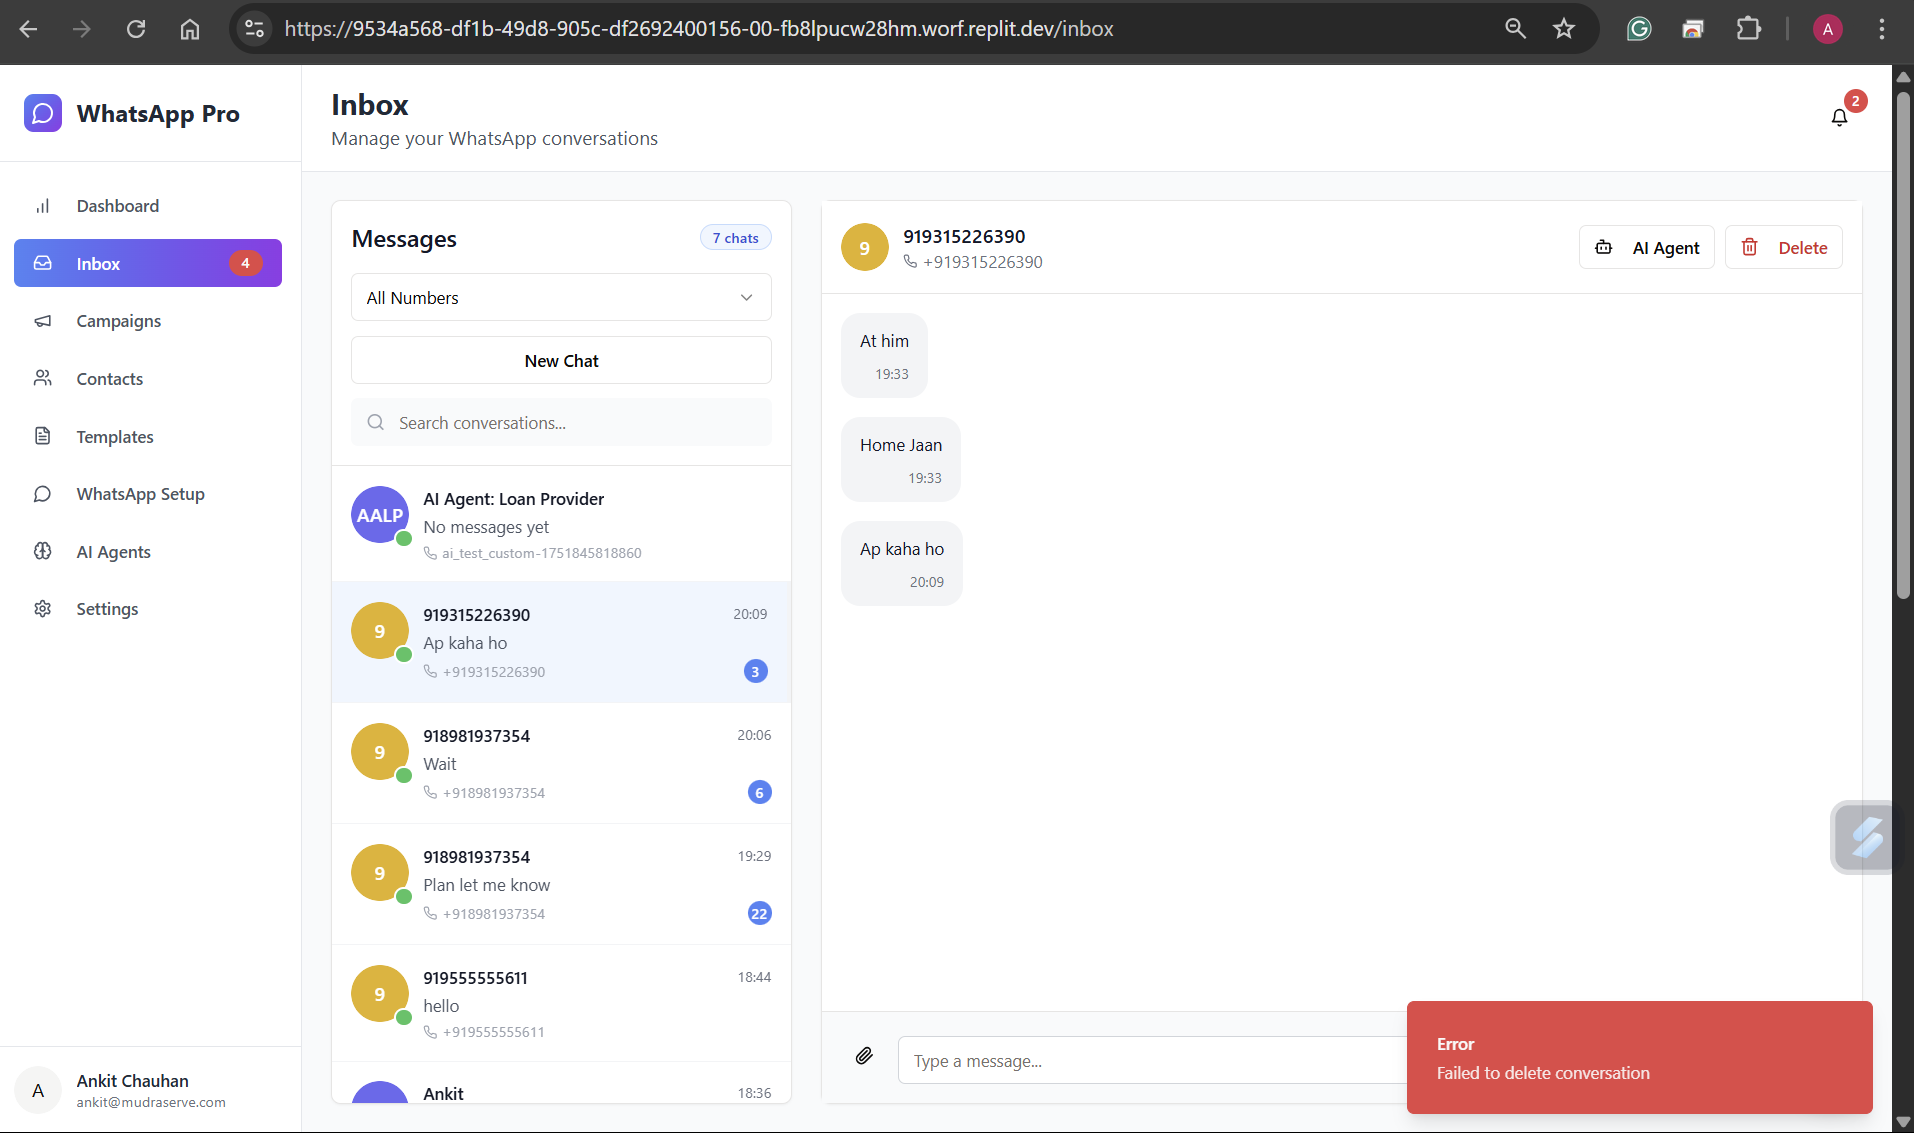 https://9534a568-df1b-49d8-905c-df2692400156-00-fb8lpucw28hm.worf.replit.dev/inbox
A
WhatsApp Pro
Dashboard
Inbox
4
Campaigns
Contacts
Templates
WhatsApp Setup
AI Agents
Settings
A
Ankit Chauhan
ankit@mudraserve.com
Inbox
Manage your WhatsApp conversations
2
Messages
7 chats
All Numbers
New Chat
Search conversations...
AALP
AI Agent: Loan Provider
No messages yet
ai_test_custom-1751845818860
9
919315226390
20:09
Ap kaha ho
+919315226390
3
9
918981937354
20:06
Wait
+918981937354
6
9
918981937354
19:29
Plan let me know
+918981937354
22
9
919555555611
18:44
hello
+919555555611
Ankit
18:36
9
919315226390
+919315226390
AI Agent
Delete
At him
19:33
Home Jaan
19:33
Ap kaha ho
20:09
Type a message...
Error
Failed to delete conversation